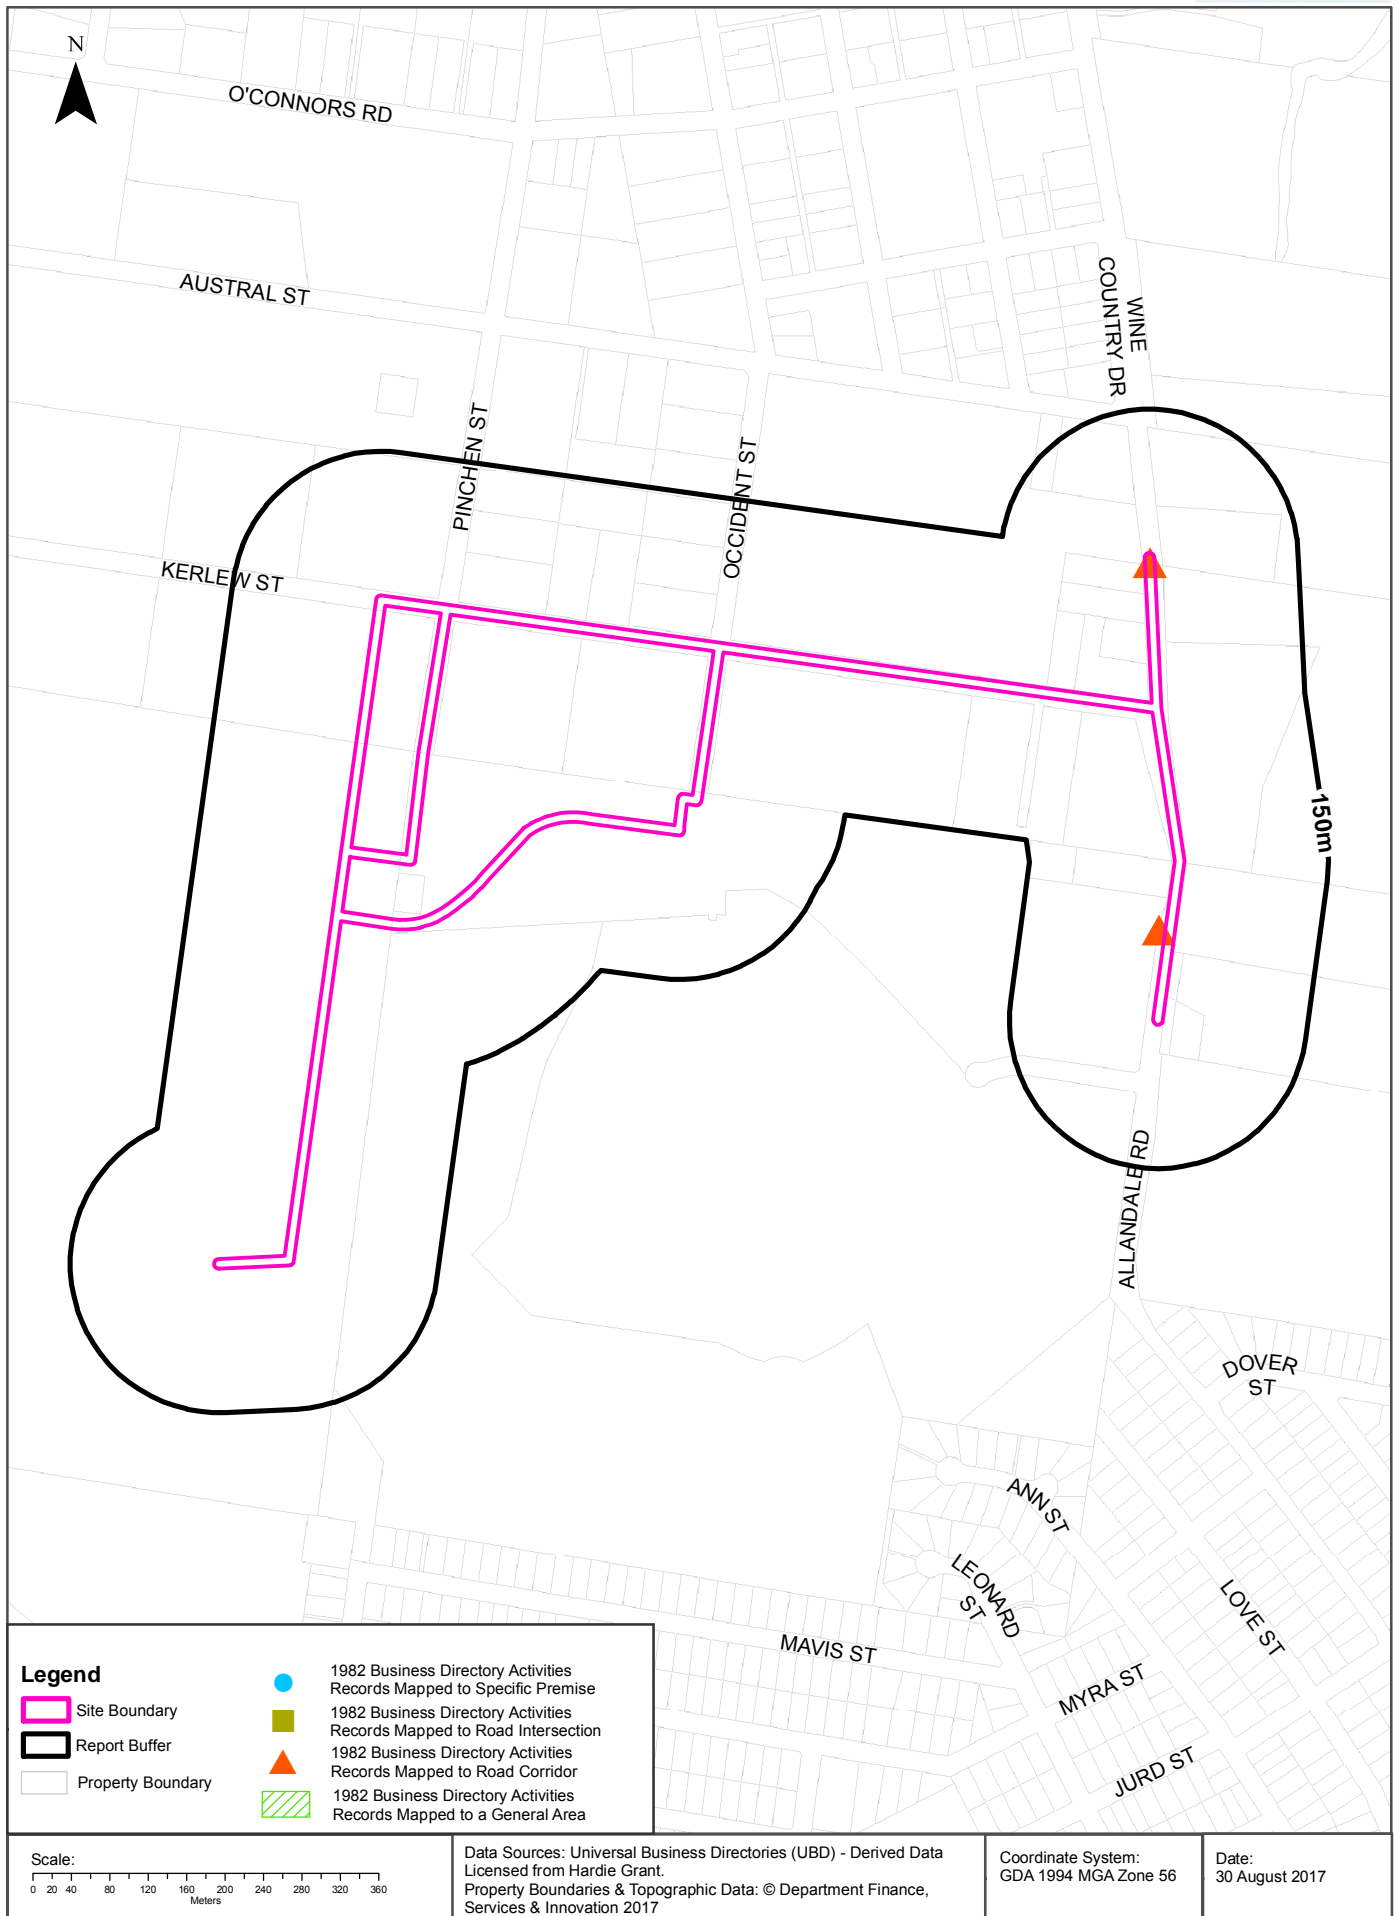 N
O'CONNORS RD
AUSTRAL ST
WINE
COUNTRY DR
PINCHEN ST
OCCIDENT ST
KERLEW ST
150m
ALLANDALE RD
DOVER
ST
ANN ST
LEONARD
ST
LOVE ST
MAVIS ST
MYRA ST
JURD ST
Legend
Site Boundary
Report Buffer
Property Boundary
1982 Business Directory Activities
Records Mapped to Specific Premise
1982 Business Directory Activities
Records Mapped to Road Intersection
1982 Business Directory Activities
Records Mapped to Road Corridor
1982 Business Directory Activities
Records Mapped to a General Area
Scale:
0 20 40 80 120 160 200 240 280 320 360
Meters
Data Sources: Universal Business Directories (UBD) - Derived Data
Licensed from Hardie Grant.
Property Boundaries & Topographic Data: © Department Finance,
Services & Innovation 2017
Coordinate System:
GDA 1994 MGA Zone 56
Date:
30 August 2017